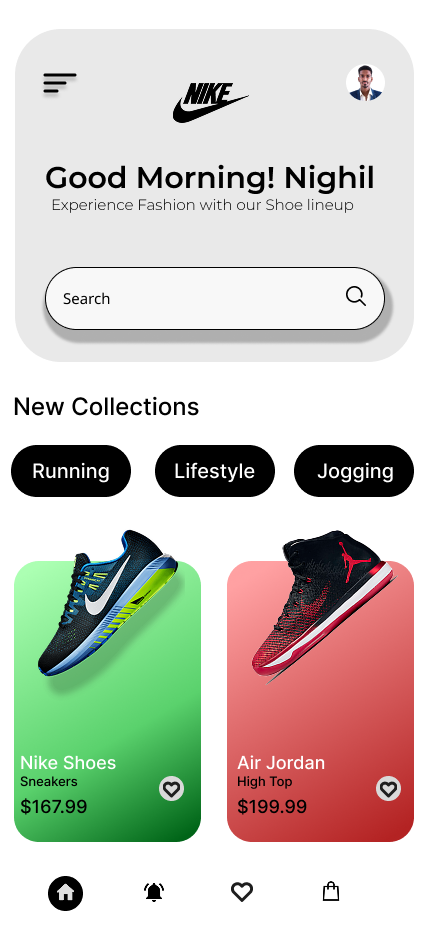 NIKE
Good Morning! Nighil
Experience Fashion with our Shoe lineup
Search
New Collections
Running
Lifestyle
Jogging
Nike Shoes
Sneakers
$167.99
Air Jordan
High Top
$199.99